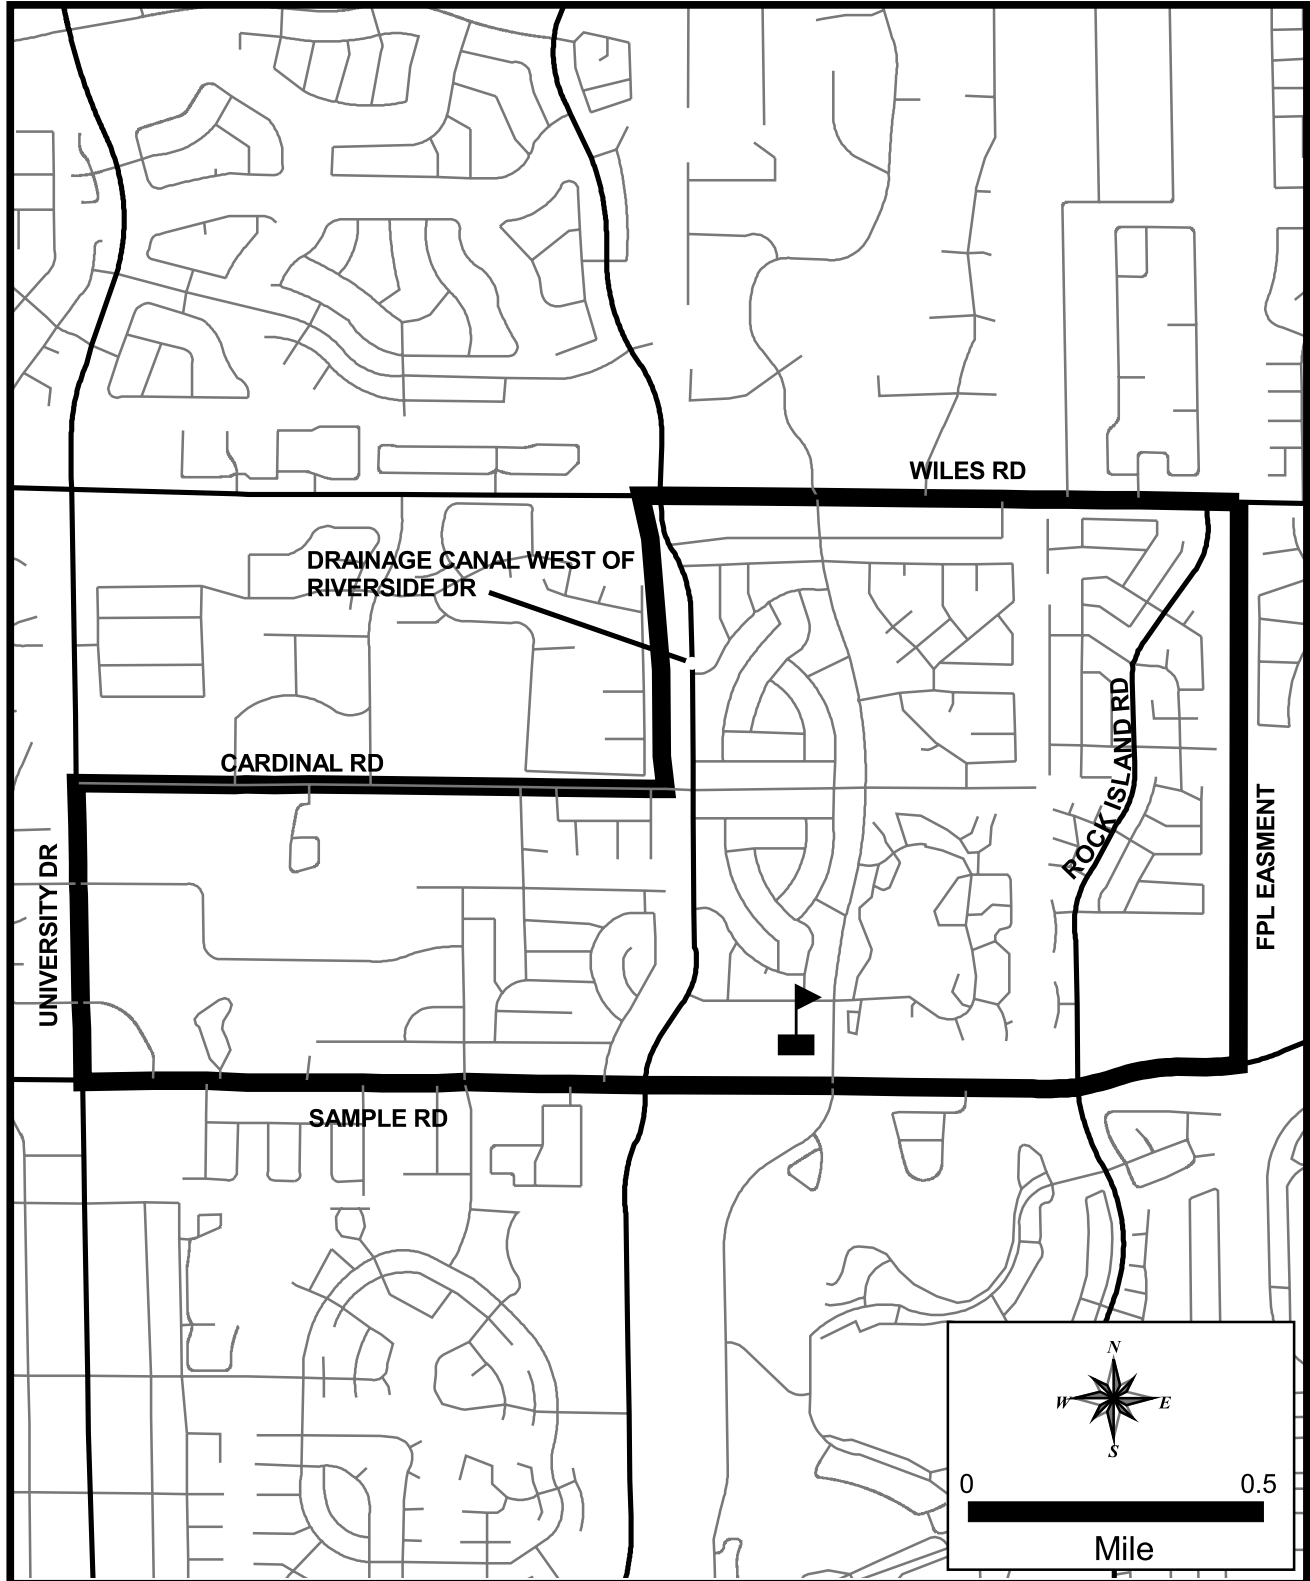 WILES RD
DRAINAGE CANAL WEST OF
RIVERSIDE DR
CARDINAL RD
ROCK ISLAND RD
UNIVERSITY DR
FPL EASMENT
SAMPLE RD
N
W E
S
0 0.5
Mile